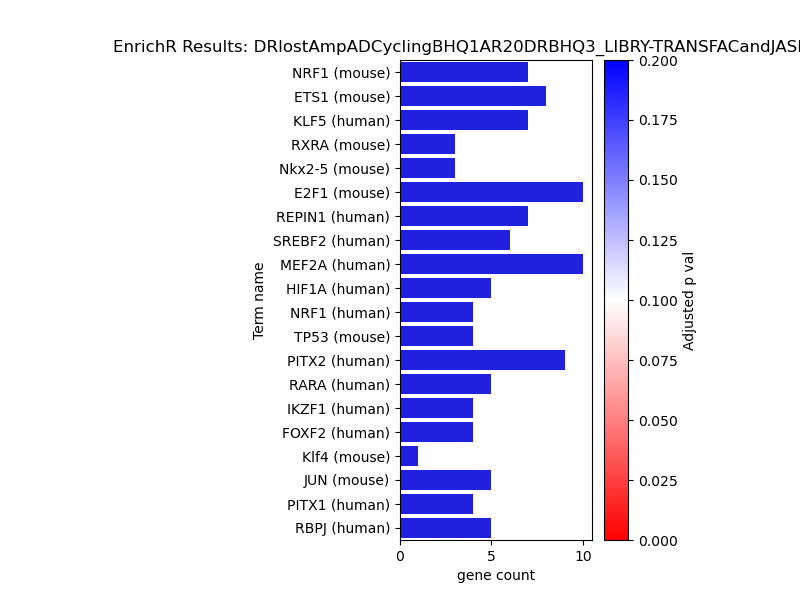 EnrichR Results: DRlostAmpADCyclingBHQ1AR20DRBHQ3_LIBRY-TRANSFACandJASI
NRF1 (mouse)
ETS1 (mouse)
KLF5 (human)
RXRA (mouse)
Nkx2-5 (mouse)
E2F1 (mouse)
REPIN1 (human)
SREBF2 (human)
MEF2A (human)
HIF1A (human)
NRF1 (human)
TP53 (mouse)
PITX2 (human)
RARA (human)
IKZF1 (human)
FOXF2 (human)
Klf4 (mouse)
JUN (mouse)
PITX1 (human)
RBPJ (human)
Term name
0 5 10
gene count
0.200
0.175
0.150
0.125
0.100
0.075
0.050
0.025
0.000
Adjusted p val